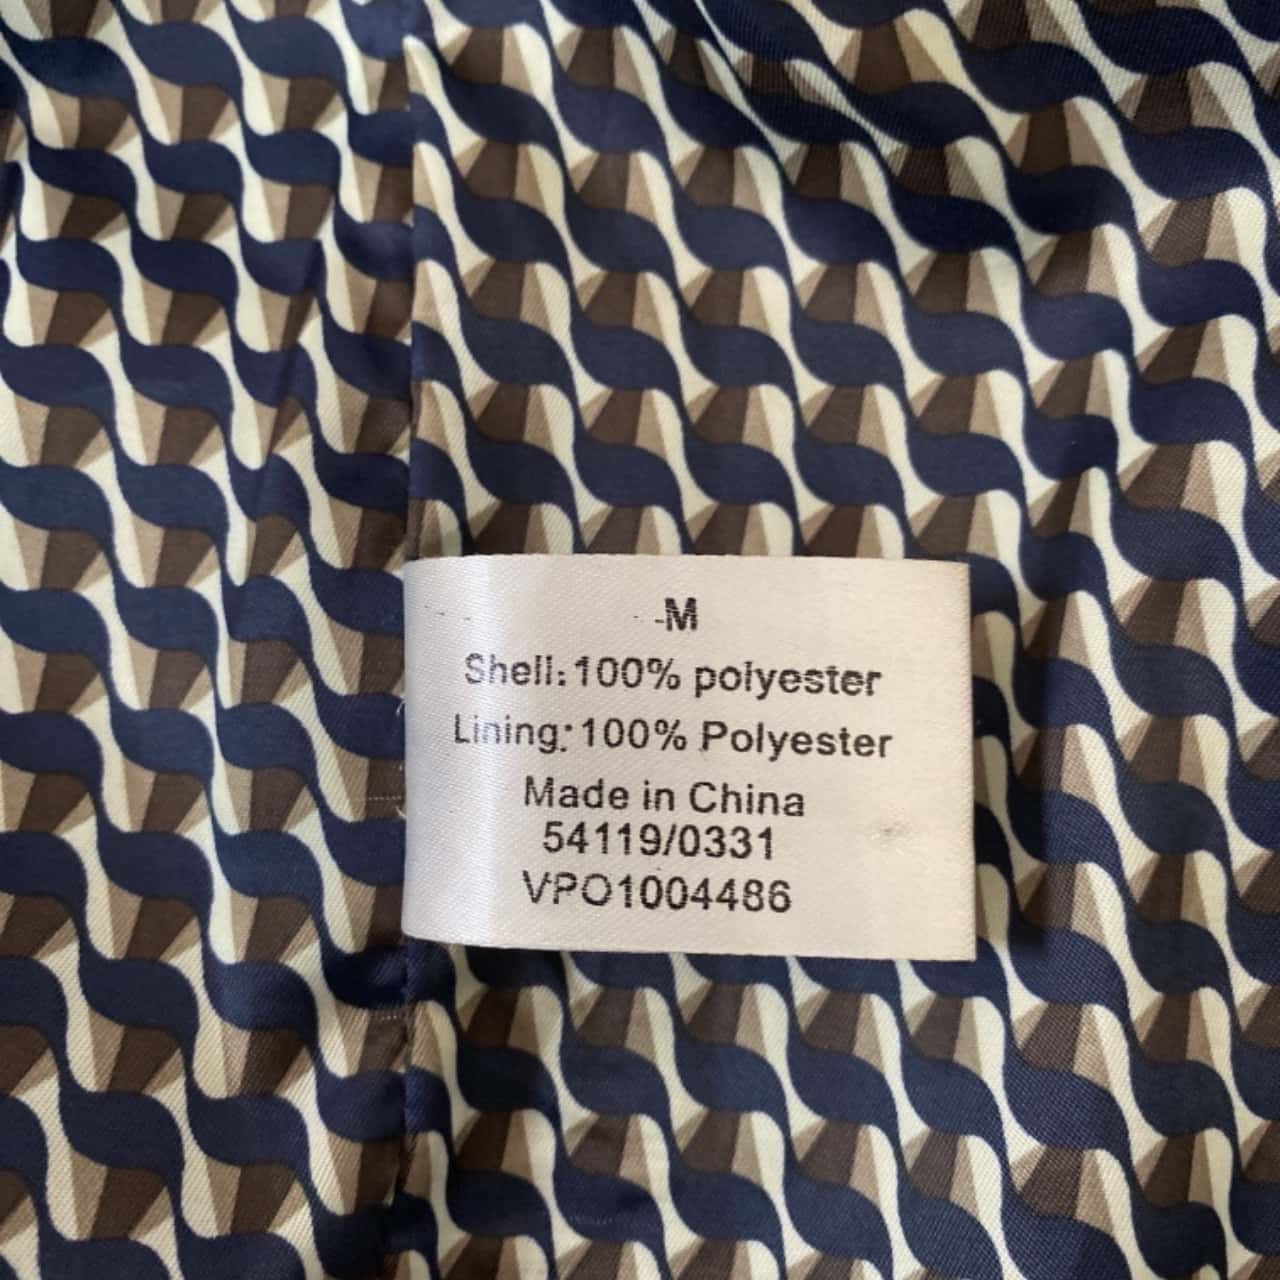 -M
Shell: 100% polyester
Lining: 100% Polyester
Made in China
54119/0331
VPO1004486